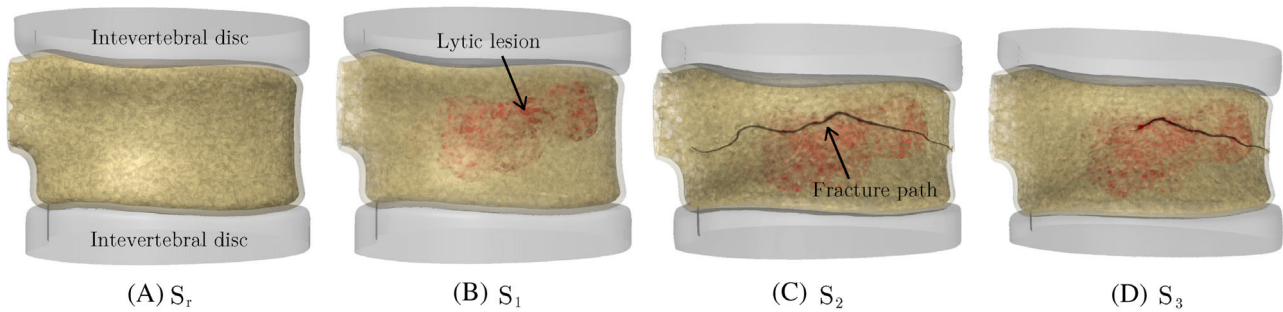 Intevertebral disc
Intevertebral disc
Lytic lesion
Fracture path
(A) Sr
(B) S1
(C) S2
(D) S3